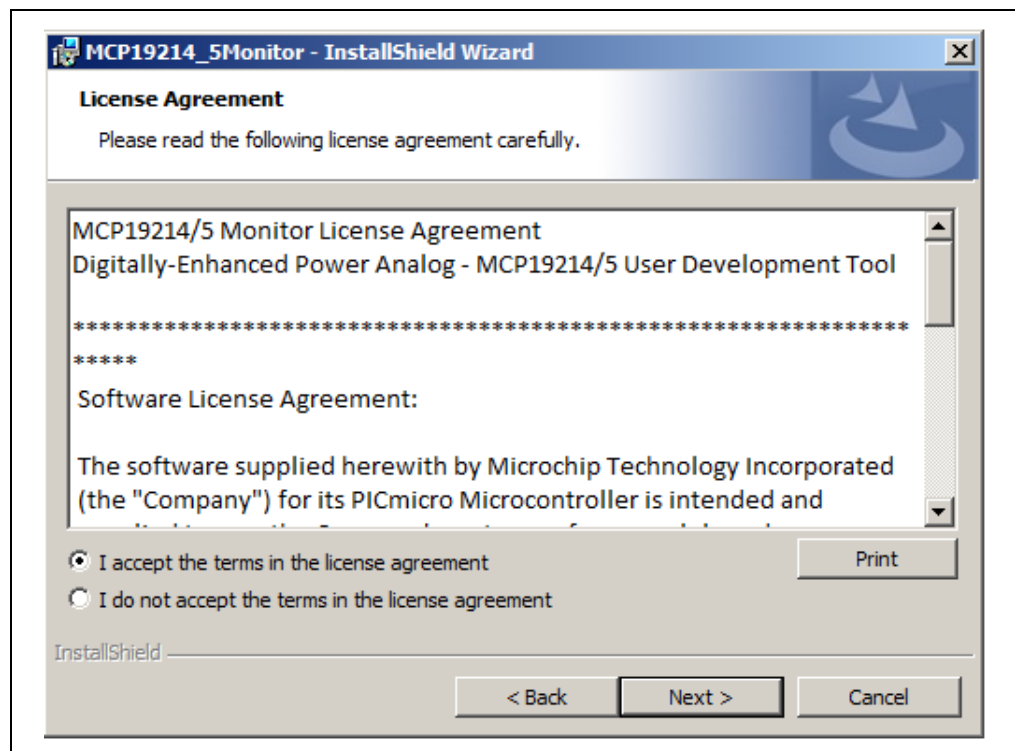 MCP19214_5Monitor - InstallShield Wizard
License Agreement
Please read the following license agreement carefully.
MCP19214/5 Monitor License Agreement
Digitally-Enhanced Power Analog - MCP19214/5 User Development Tool
****************************************************************
*****
Software License Agreement:
The software supplied herewith by Microchip Technology Incorporated
(the "Company") for its PICmicro Microcontroller is intended and
I accept the terms in the license agreement
Print
I do not accept the terms in the license agreement
InstallShield
< Back
Next >
Cancel